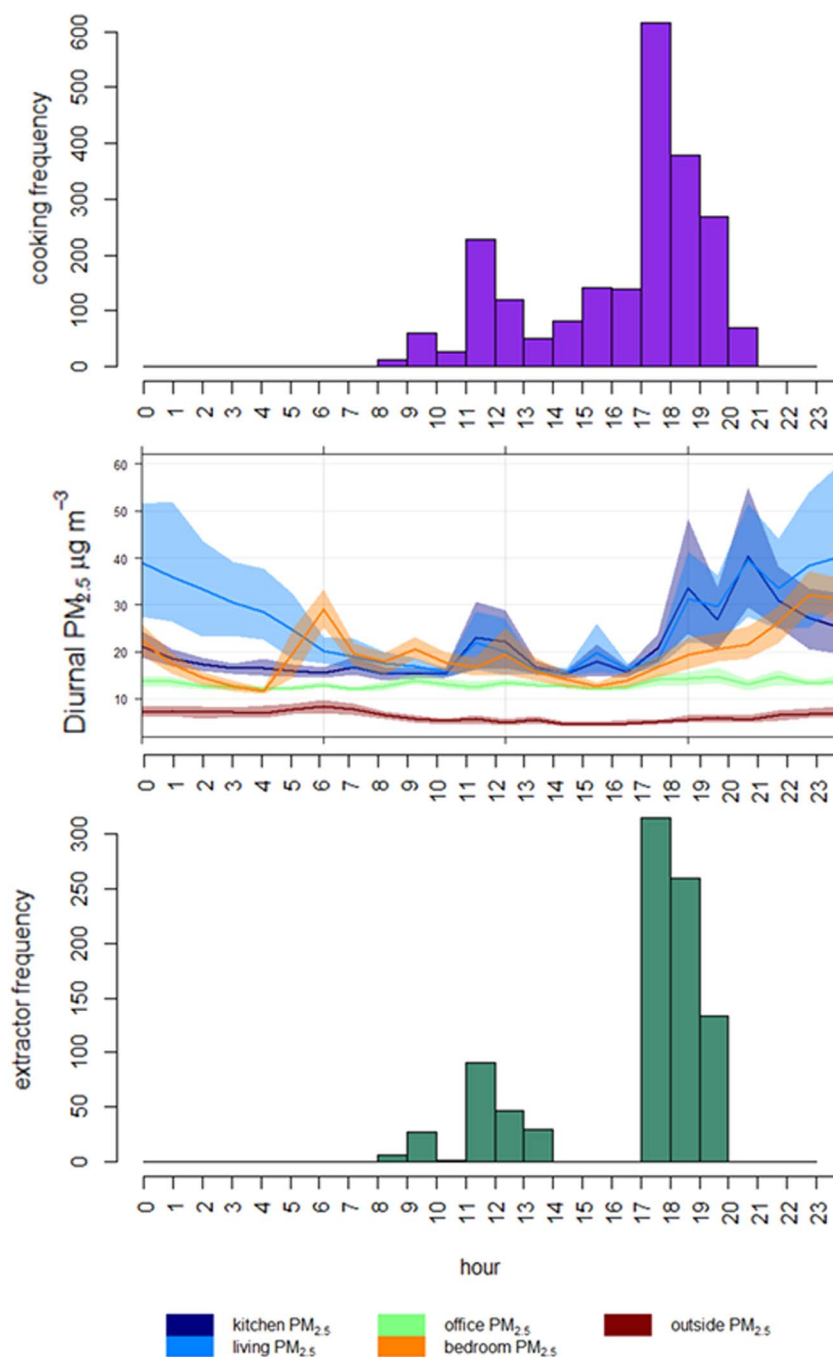 cooking frequency
600
500
400
300
200
100
0
0 1 2 3 4 5 6 7 8 9 10 11 12 13 14 15 16 17 18 19 20 21 22 23
Diurnal PM2.5 µg m−3
60
50
40
30
20
10
0 1 2 3 4 5 6 7 8 9 10 11 12 13 14 15 16 17 18 19 20 21 22 23
extractor frequency
300
250
200
150
100
50
0
0 1 2 3 4 5 6 7 8 9 10 11 12 13 14 15 16 17 18 19 20 21 22 23
hour
kitchen PM2.5 office PM2.5 outside PM2.5
living PM2.5 bedroom PM2.5